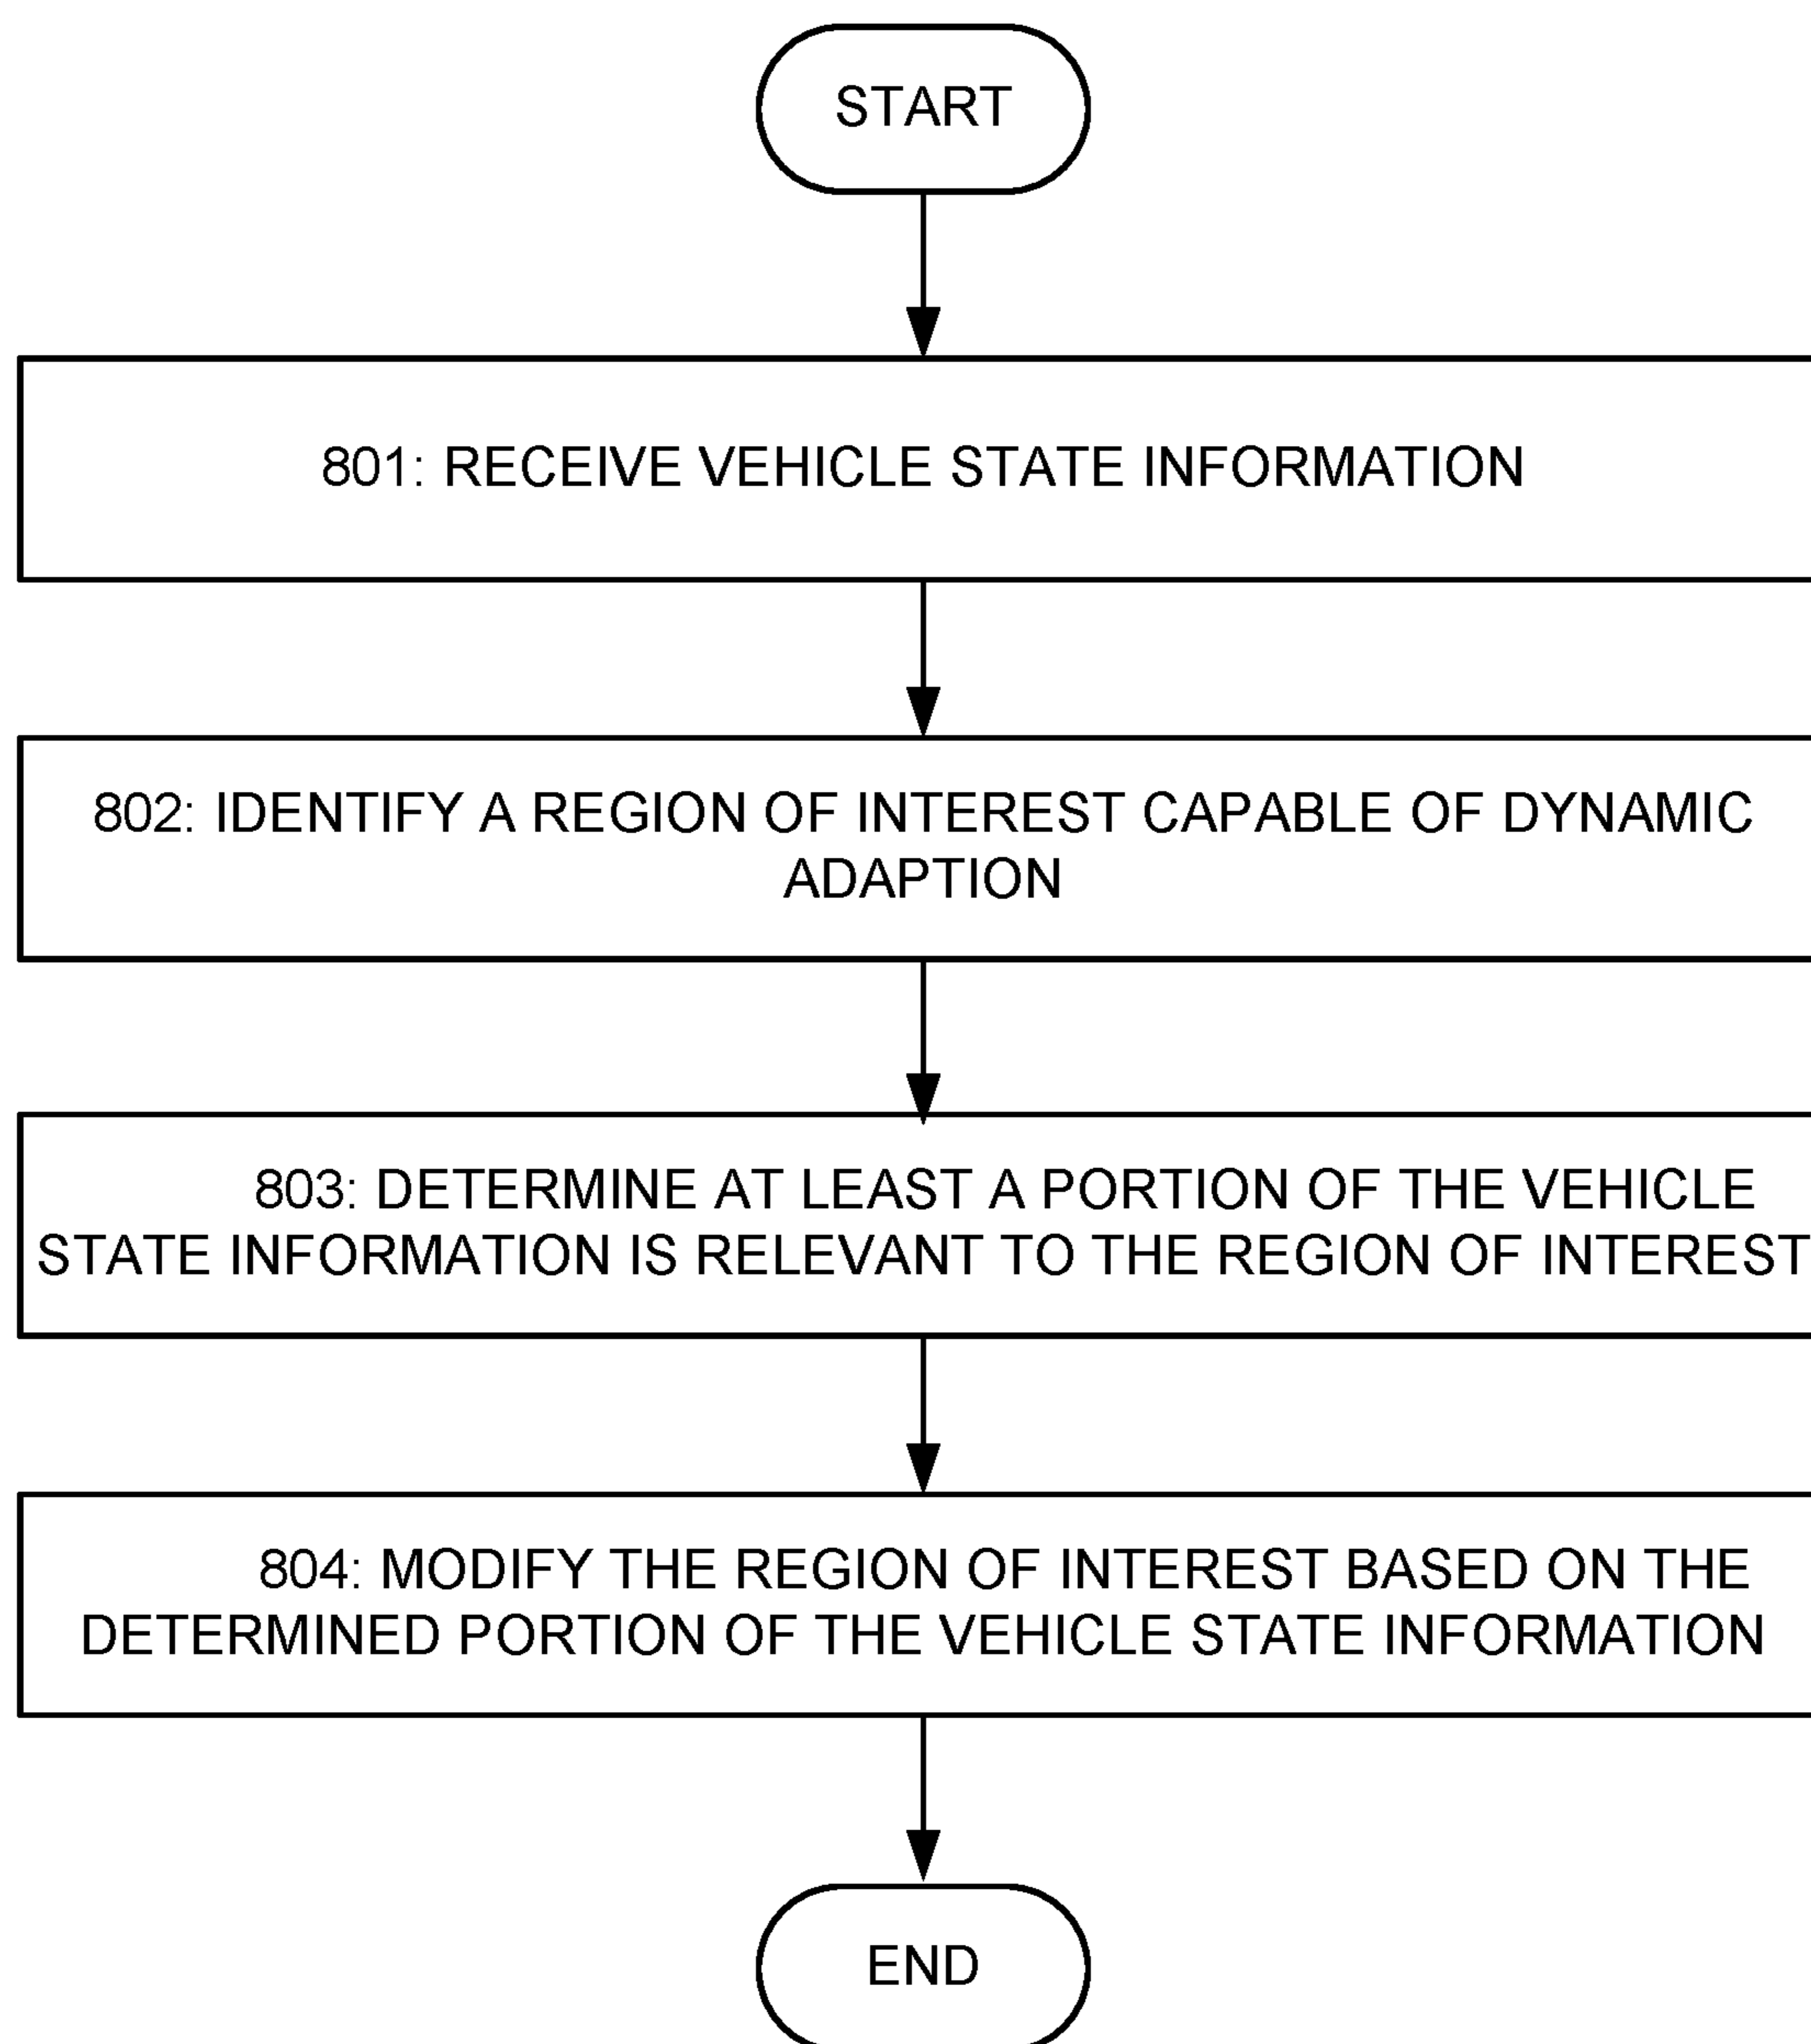 START
801: RECEIVE VEHICLE STATE INFORMATION
802: IDENTIFY A REGION OF INTEREST CAPABLE OF DYNAMIC
ADAPTION
803: DETERMINE AT LEAST A PORTION OF THE VEHICLE
STATE INFORMATION IS RELEVANT TO THE REGION OF INTEREST
804: MODIFY THE REGION OF INTEREST BASED ON THE
DETERMINED PORTION OF THE VEHICLE STATE INFORMATION
END